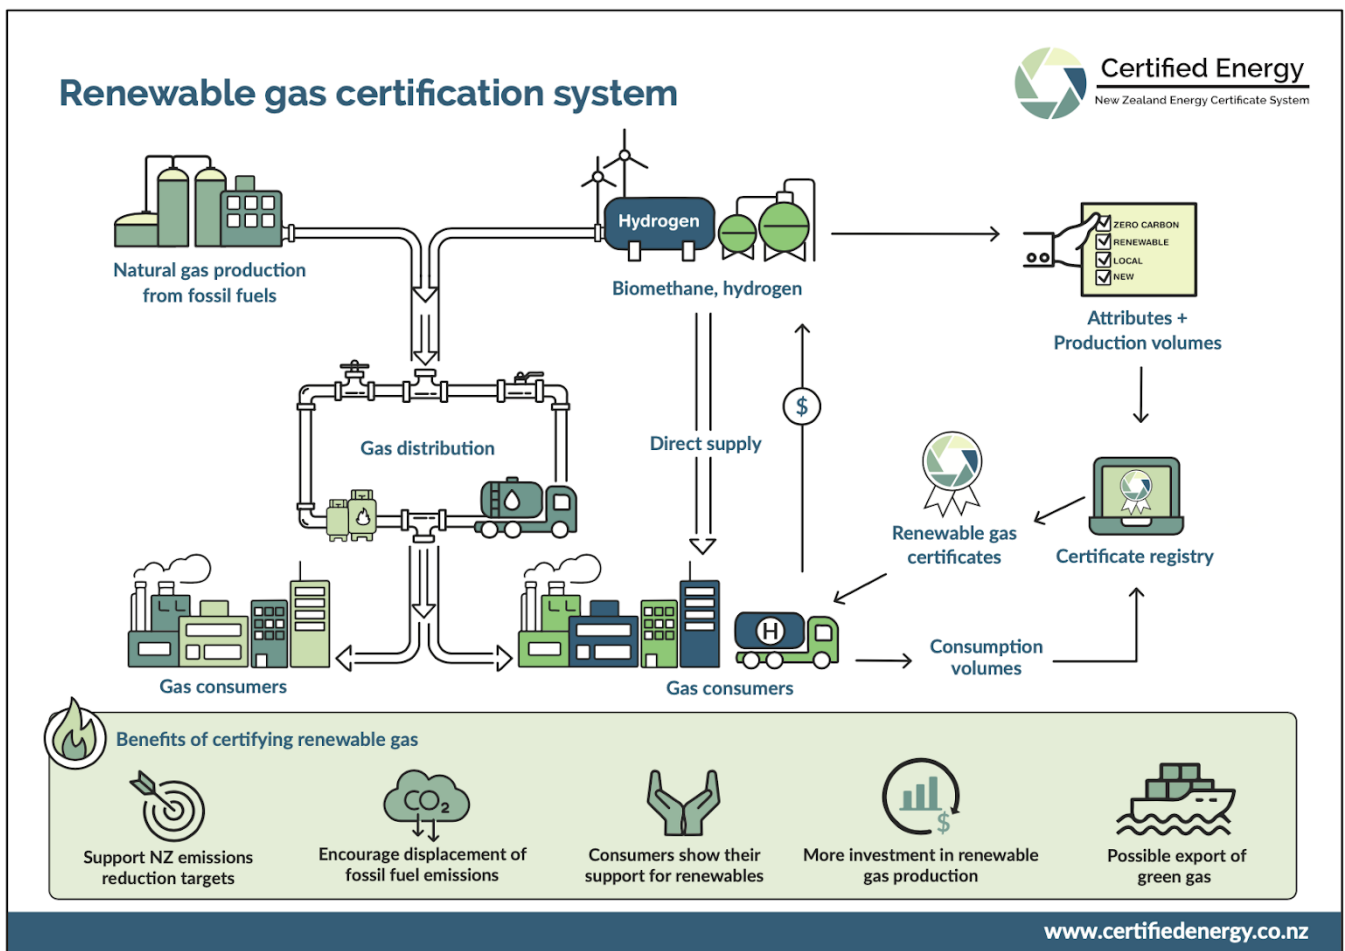 Renewable gas certification system
Certified Energy
New Zealand Energy Certificate System
Natural gas production
from fossil fuels
Hydrogen
Biomethane, hydrogen
ZERO CARBON
RENEWABLE
LOCAL
NEW
Attributes +
Production volumes
$
Gas distribution
Direct supply
Renewable gas
certificates
Certificate registry
H
Consumption
volumes
Gas consumers
Gas consumers
Benefits of certifying renewable gas
CO2
$
Support NZ emissions
reduction targets
Encourage displacement of
fossil fuel emissions
Consumers show their
support for renewables
More investment in renewable
gas production
Possible export of
green gas
www.certifiedenergy.co.nz